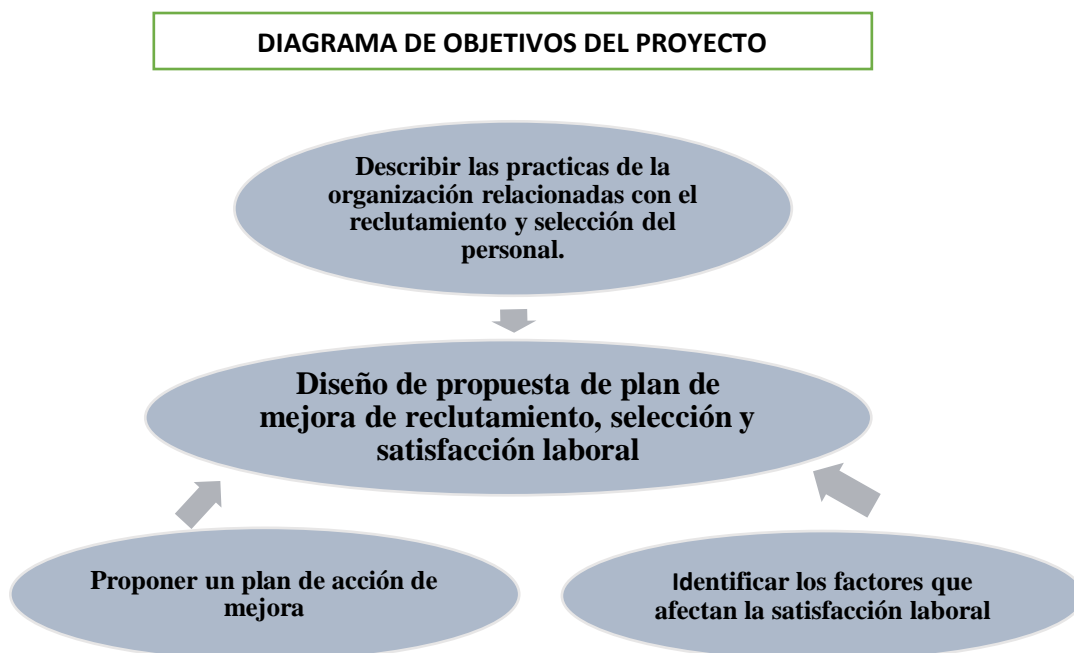 DIAGRAMA DE OBJETIVOS DEL PROYECTO
Describir las practicas de la
organización relacionadas con el
reclutamiento y selección del
personal.
Diseño de propuesta de plan de
mejora de reclutamiento, selección y
satisfacción laboral
Proponer un plan de acción de
mejora
Identificar los factores que
afectan la satisfacción laboral